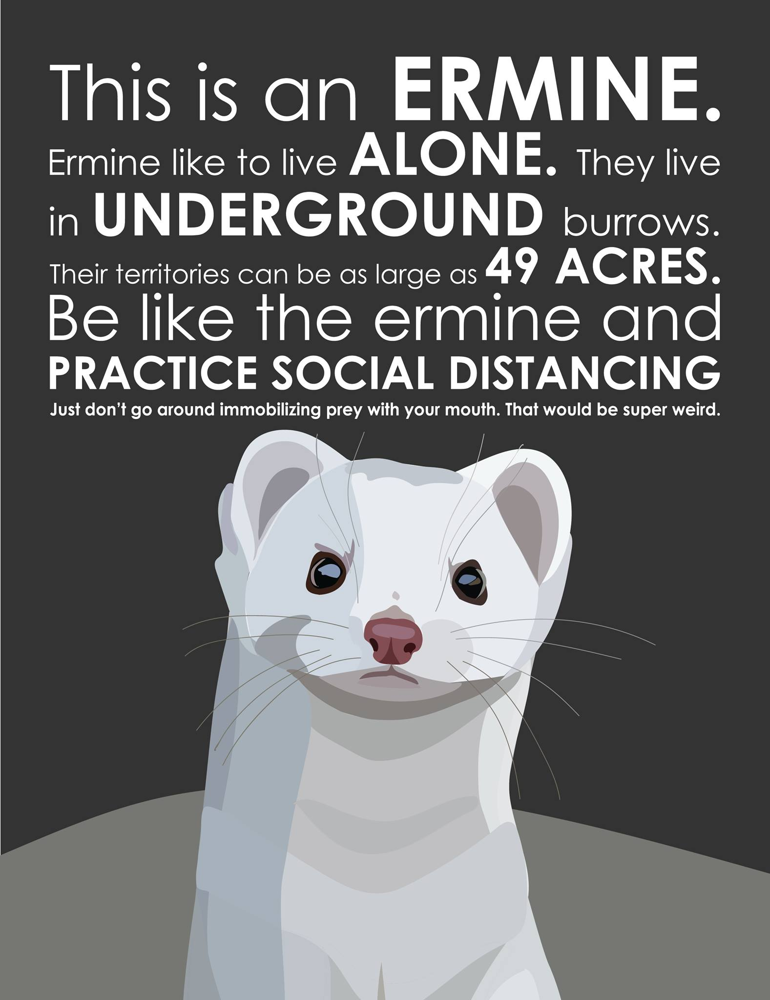 This is an ERMINE.
Ermine like to live ALONE. They live
in UNDERGROUND burrows.
Their territories can be as large as 49 ACRES.
Be like the ermine and
PRACTICE SOCIAL DISTANCING
Just don't go around immobilizing prey with your mouth. That would be super weird.